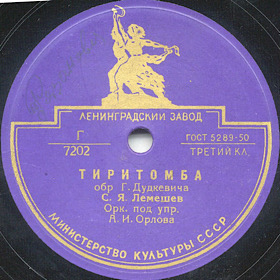 ЛЕНИНГРАДСКИЙ ЗАВОД
Г
7202
ГОСТ 5289-50
ТРЕТИЙ КЛ.
ТИРИТОМБА
обр Г. Дудкевича
С. Я. Лемешев
Орк. под упр.
А. И. Орлова
МИНИСТЕРСТВО КУЛЬТУРЫ СССР